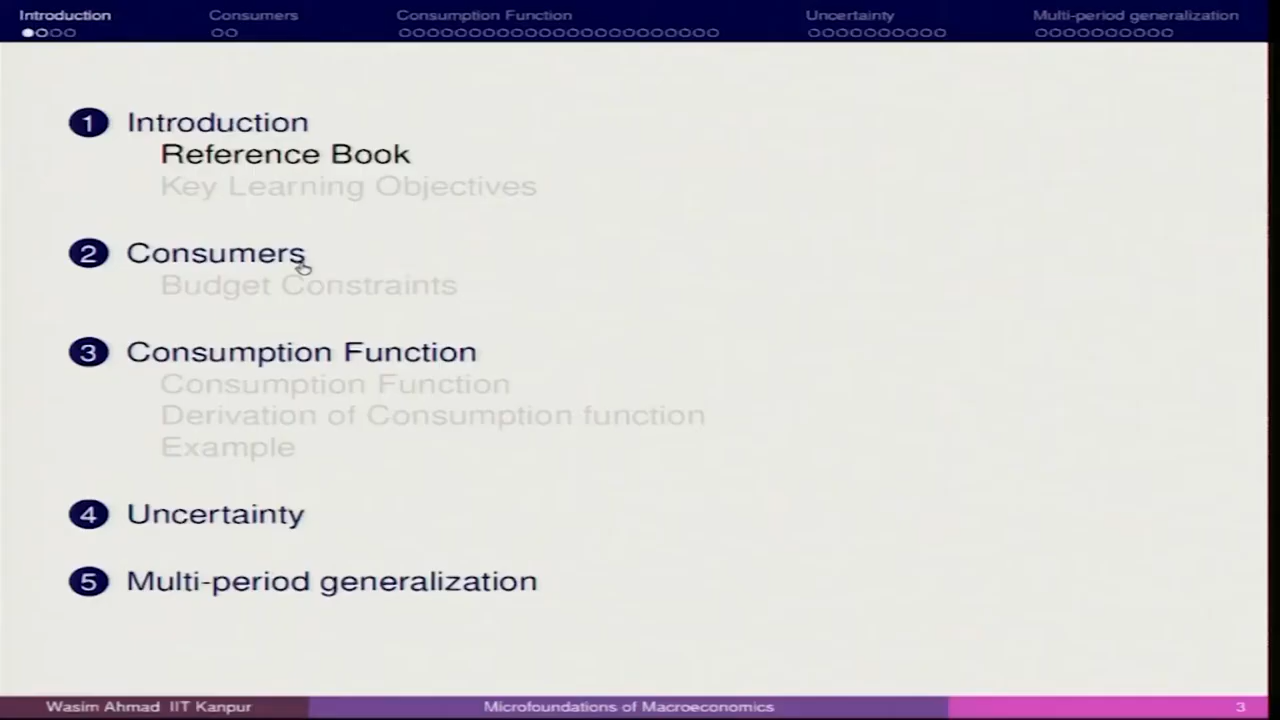 Introduction
Consumers
Consumption Function
Uncertainty
Multi-period generalization
1 Introduction
Reference Book
Key Learning Objectives
2 Consumers
Budget Constraints
3 Consumption Function
Consumption Function
Derivation of Consumption function
Example
4 Uncertainty
5 Multi-period generalization
Wasim Ahmad IIT Kanpur
Microfoundations of Macroeconomics
3